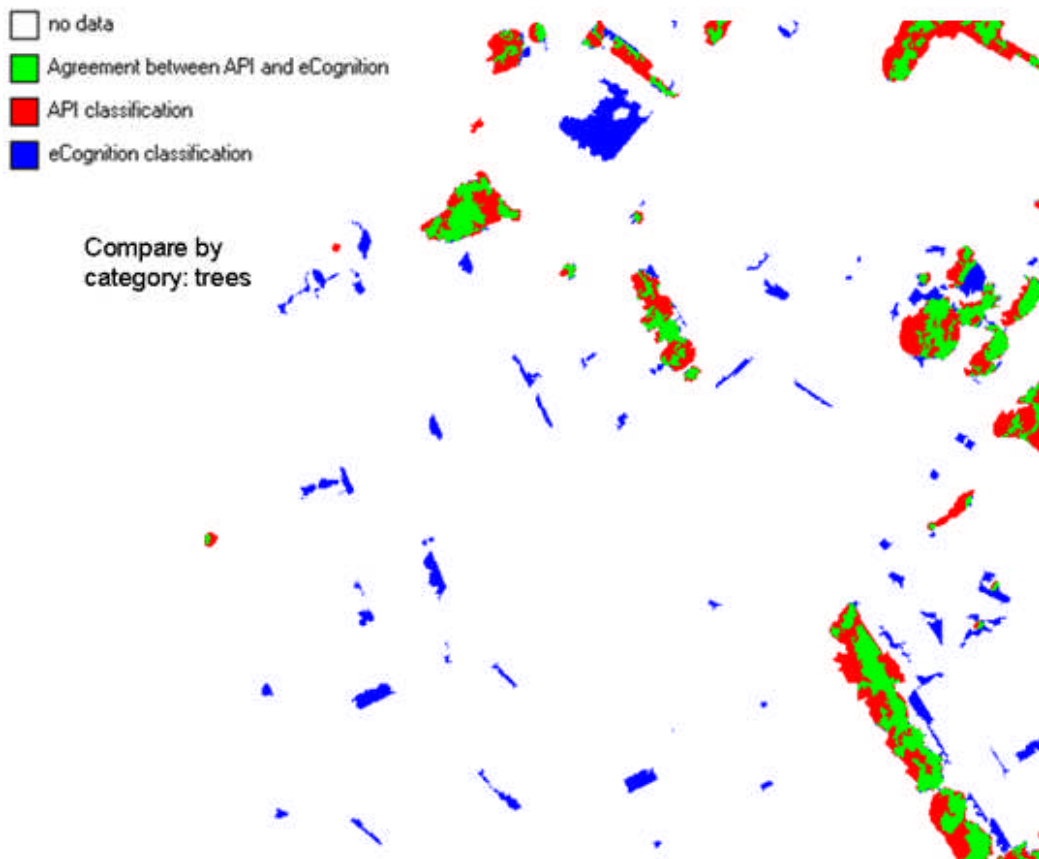 no data
Agreement between API and eCognition
API classification
eCognition classification
Compare by
category: trees